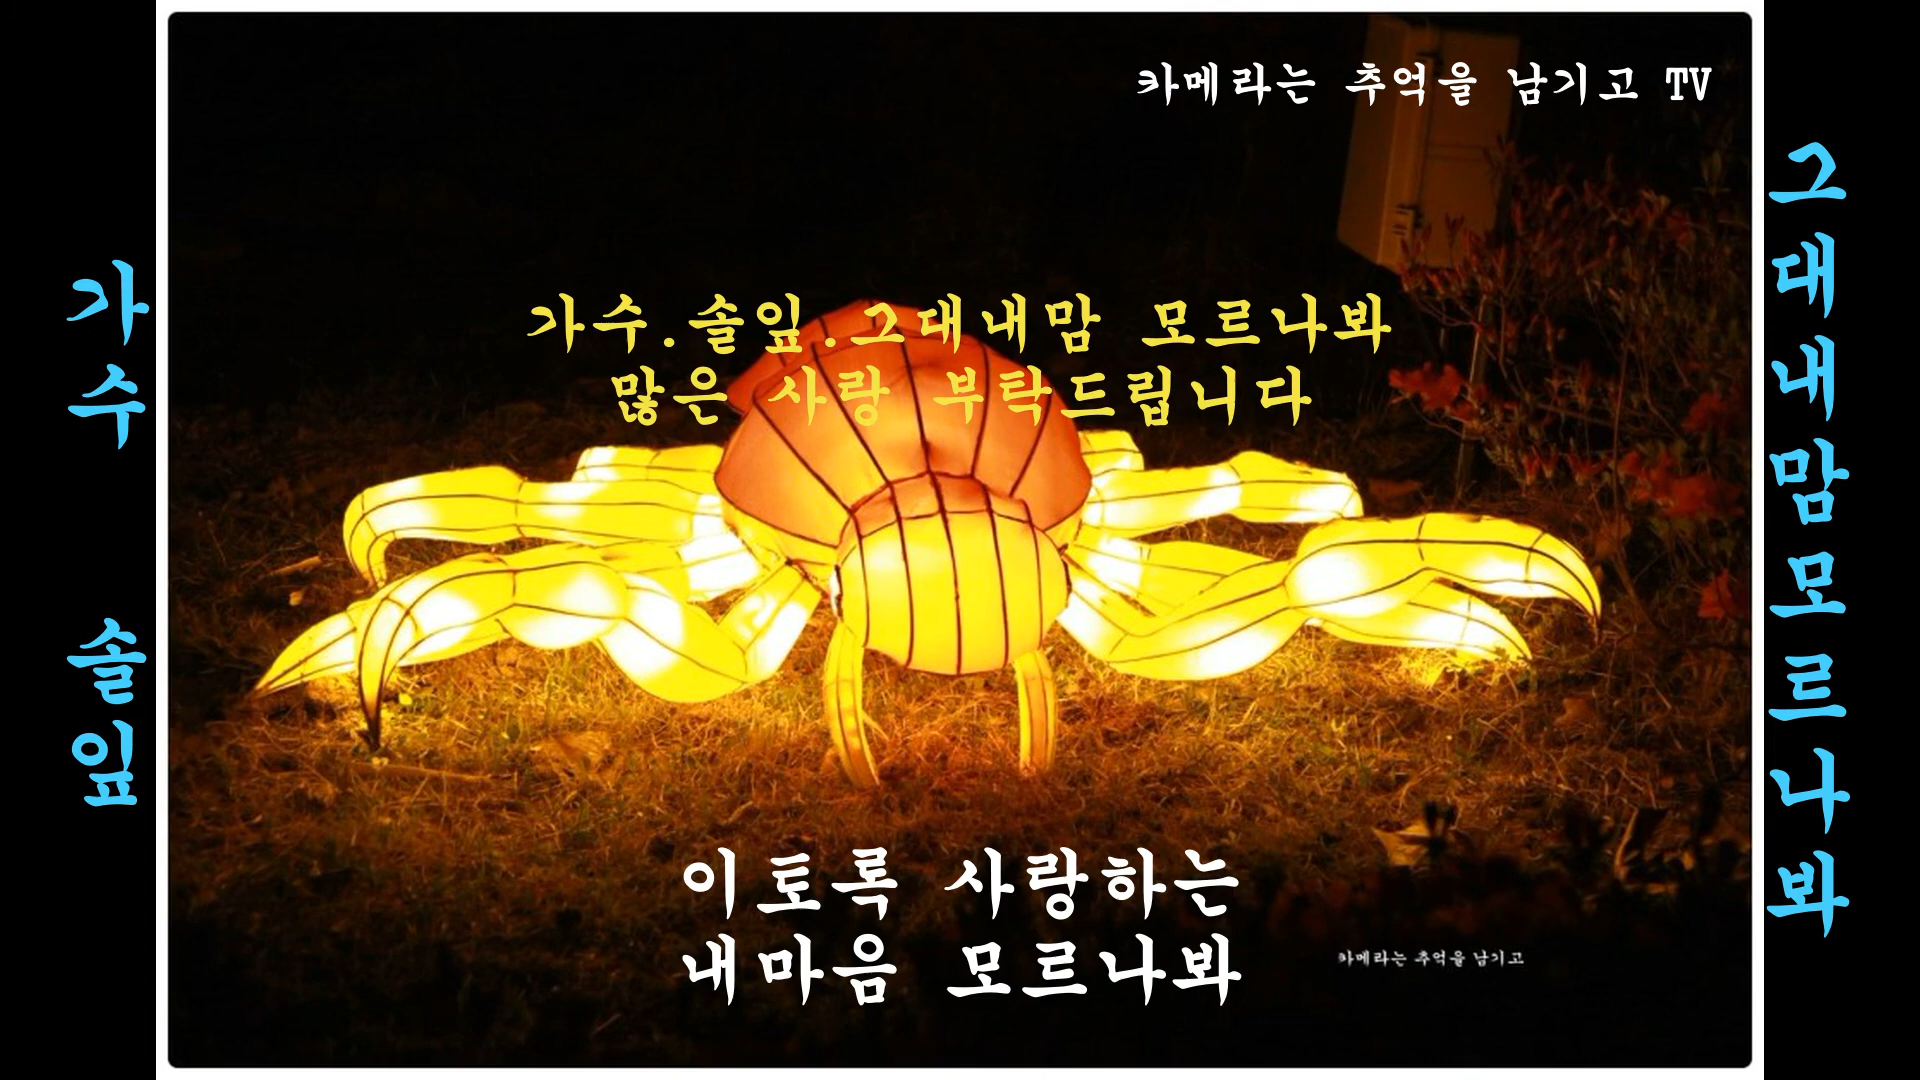 카메라는 추억을 남기고 TV
가수.솔잎.그대내맘 모르나봐
많은 사랑 부탁드립니다
가수 솔잎
그대내맘모르나봐
이토록 사랑하는
내마음 모르나봐
카메라는 추억을 남기고